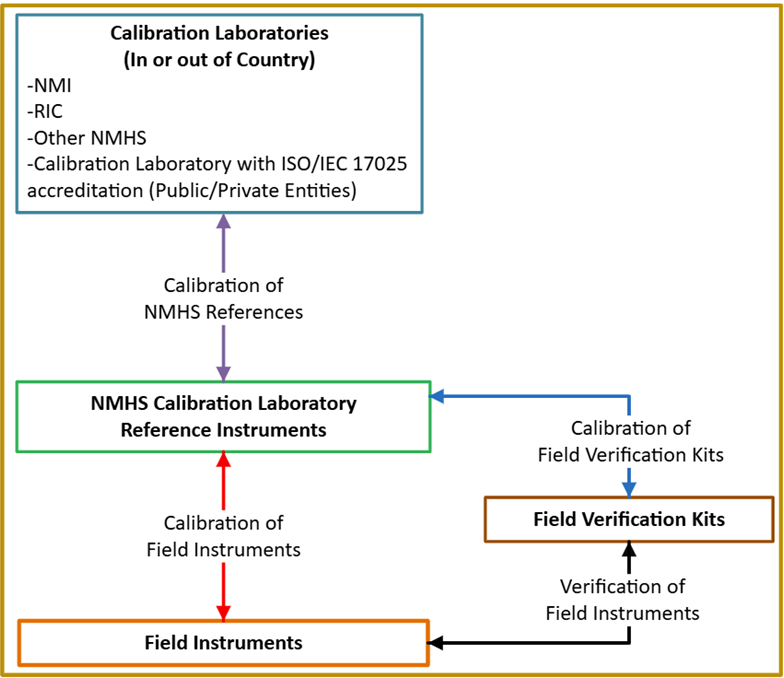 Calibration Laboratories
(In or out of Country)
-NMI
-RIC
-Other NMHS
-Calibration Laboratory with ISO/IEC 17025
accreditation (Public/Private Entities)
Calibration of
NMHS References
NMHS Calibration Laboratory
Reference Instruments
Calibration of
Field Verification Kits
Field Verification Kits
Calibration of
Field Instruments
Verification of
Field Instruments
Field Instruments